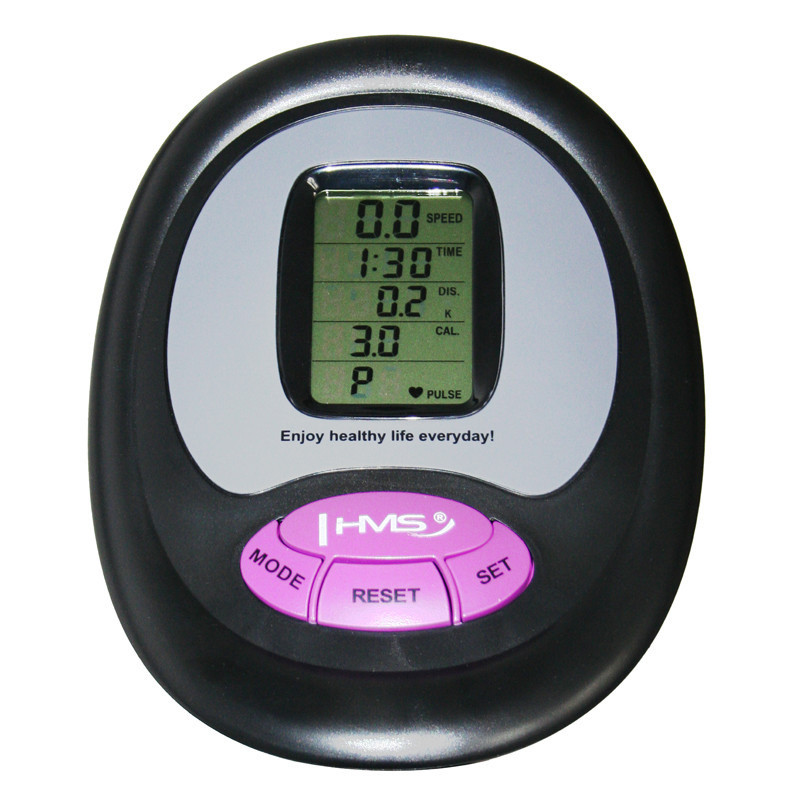 0.0 SPEED
1:30 TIME
0.2 DIS. K
3.0 CAL.
P ♥ PULSE
Enjoy healthy life everyday!
HMS®
MODE RESET SET